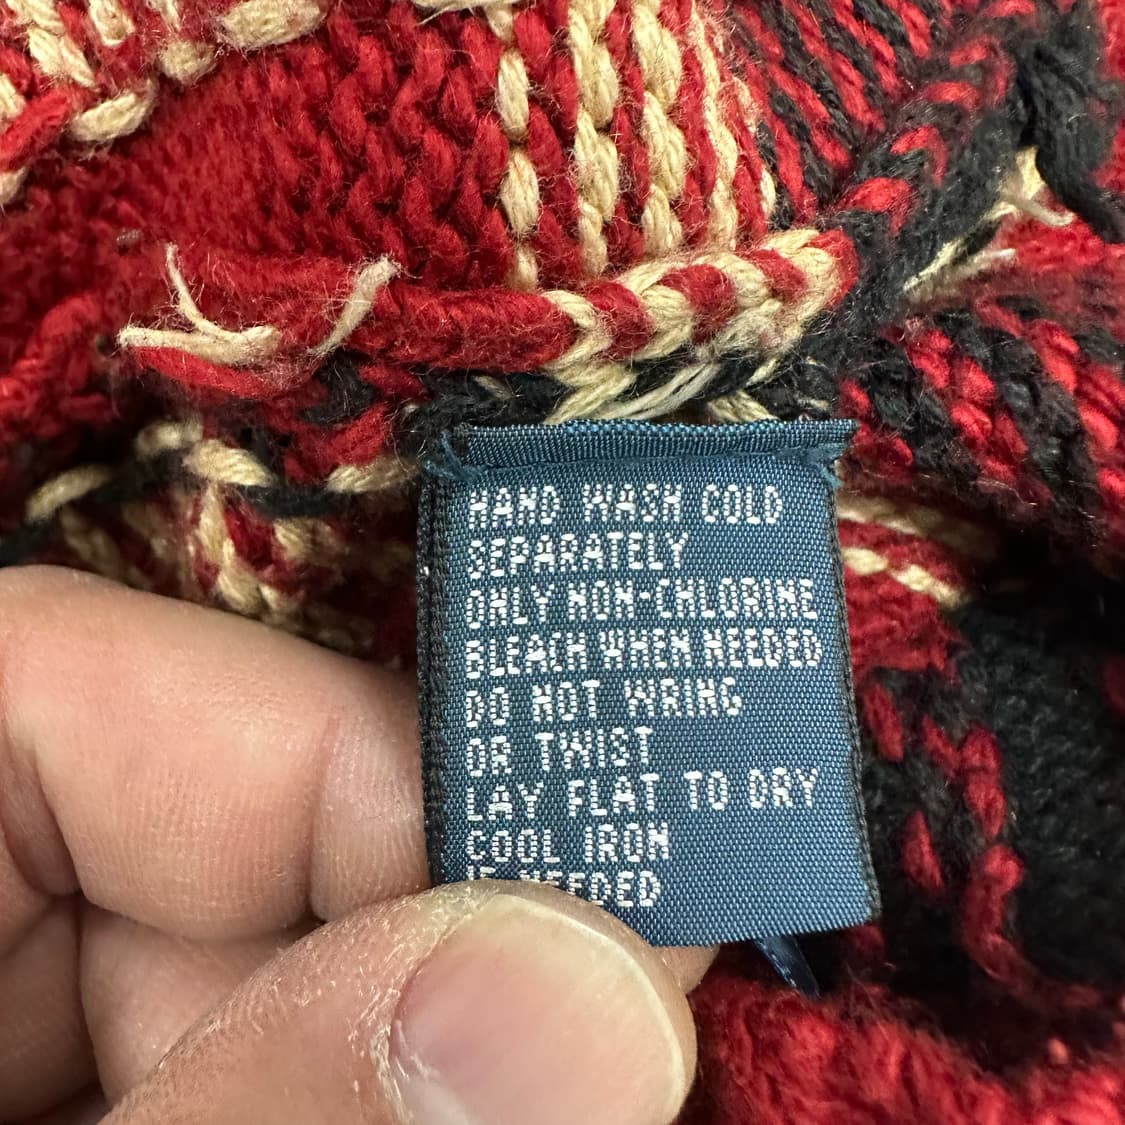 HAND WASH COLD
SEPARATELY
ONLY NON-CHLORINE
BLEACH WHEN NEEDED
DO NOT WRING
OR TWIST
LAY FLAT TO DRY
COOL IRON
IF NEEDED